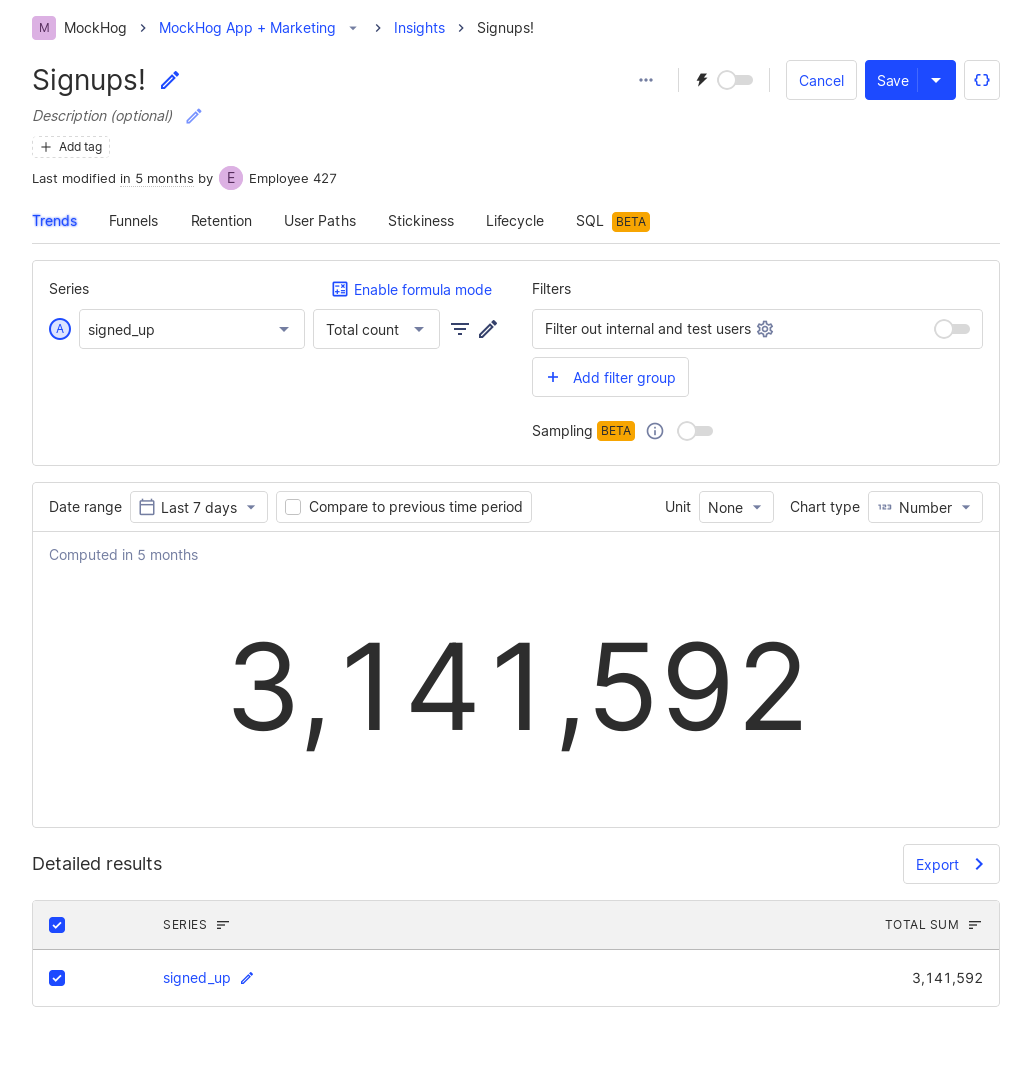 M MockHog MockHog App + Marketing Insights Signups!
Signups!
Cancel Save
Description (optional)
Add tag
Last modified in 5 months by E Employee 427
Trends Funnels Retention User Paths Stickiness Lifecycle SQL BETA
Series Enable formula mode Filters
A signed_up Total count Filter out internal and test users
Add filter group
Sampling BETA
Date range Last 7 days Compare to previous time period Unit None Chart type 123 Number
Computed in 5 months
3,141,592
Detailed results Export
SERIES TOTAL SUM
signed_up 3,141,592